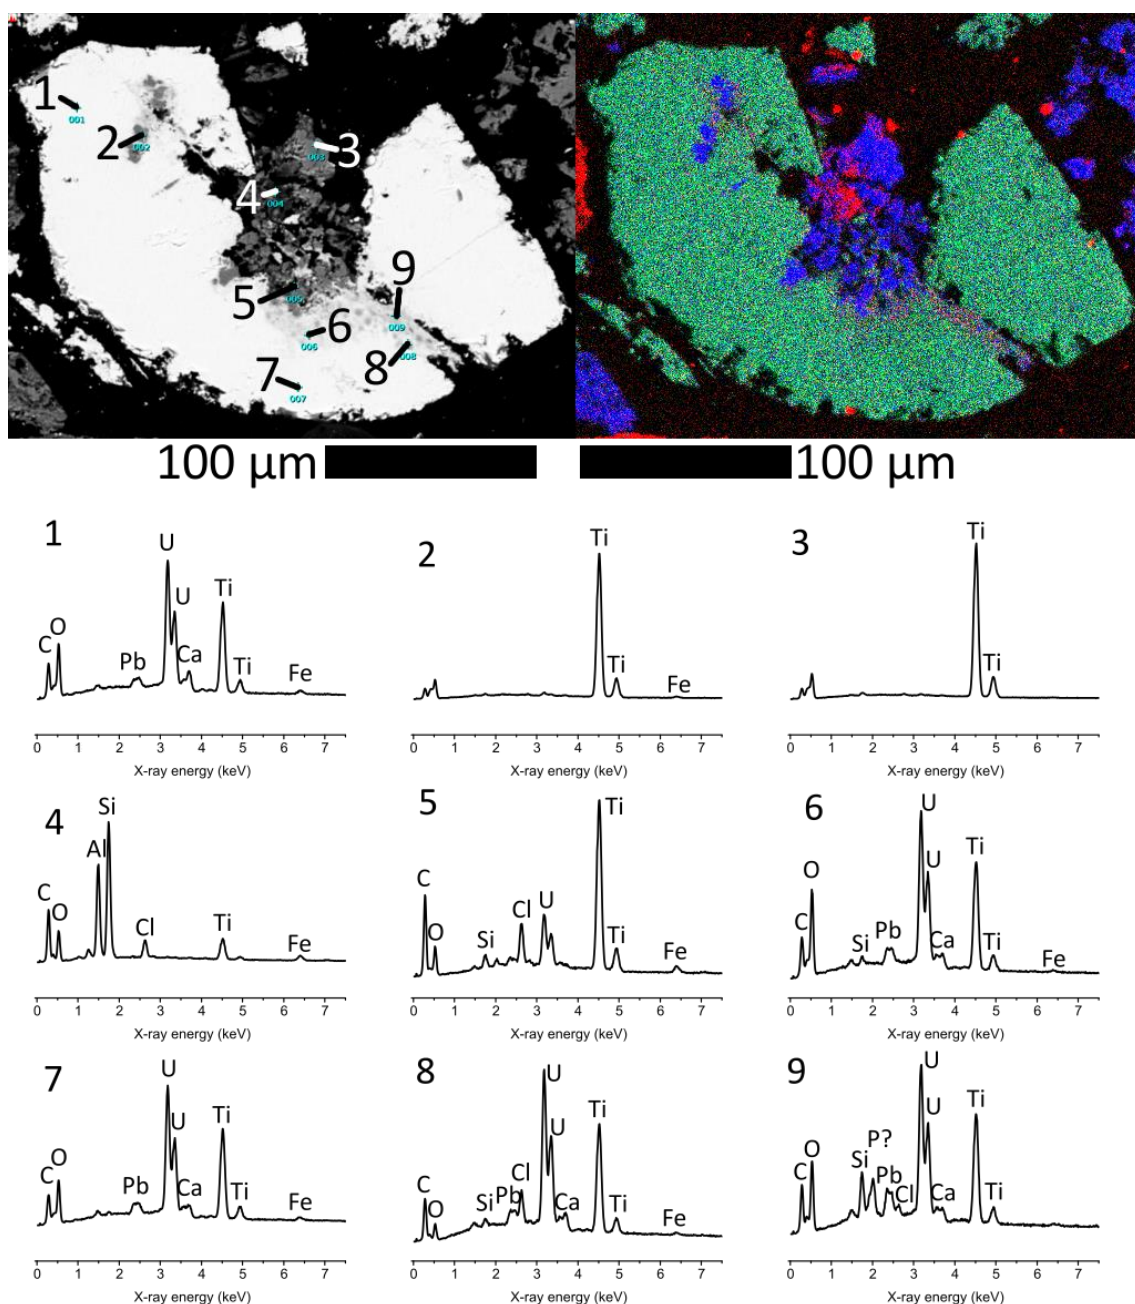 1
001
2
002
3
003
4
004
9
5
005
6
009
006
8
008
7
007
100 µm
100 µm
1
U
Ti
U
O
C
Pb
Ca
Ti
Fe
0 1 2 3 4 5 6 7
X-ray energy (keV)
2
Ti
Ti
Fe
0 1 2 3 4 5 6 7
X-ray energy (keV)
3
Ti
Ti
0 1 2 3 4 5 6 7
X-ray energy (keV)
4
Si
Al
C
O
Cl
Ti
Fe
0 1 2 3 4 5 6 7
X-ray energy (keV)
5
Ti
C
Cl
U
O
Si
Ti
Fe
0 1 2 3 4 5 6 7
X-ray energy (keV)
6
U
U
Ti
O
C
Si
Pb
Ca
Ti
Fe
0 1 2 3 4 5 6 7
X-ray energy (keV)
7
U
U
Ti
O
C
Pb
Ca
Ti
Fe
0 1 2 3 4 5 6 7
X-ray energy (keV)
8
U
U
Ti
C
O
Si
Pb
Cl
Ca
Ti
Fe
0 1 2 3 4 5 6 7
X-ray energy (keV)
9
U
U
Ti
O
C
Si
P?
Pb
Cl
Ca
Ti
0 1 2 3 4 5 6 7
X-ray energy (keV)